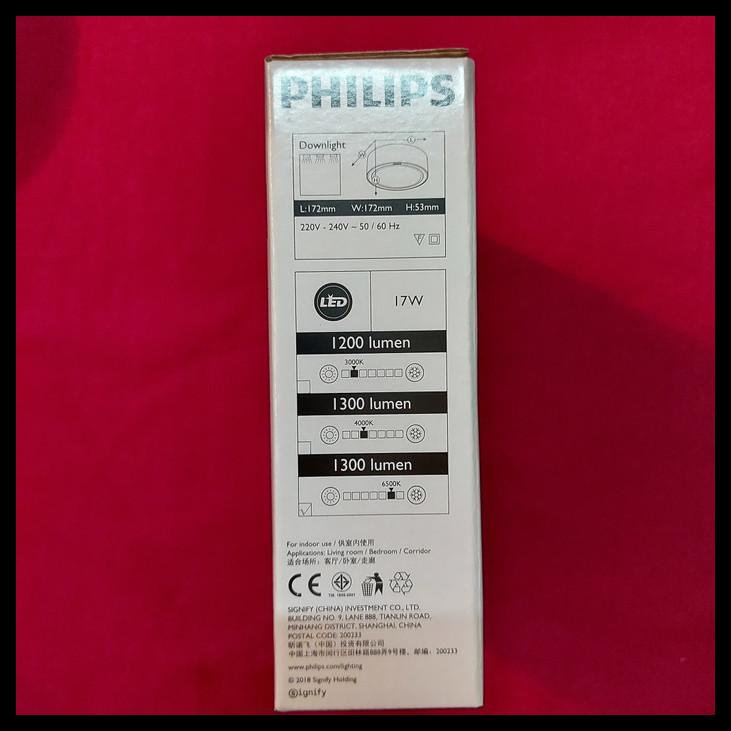 PHILIPS
Downlight
L
W
H
L:172mm W:172mm H:53mm
220V - 240V ~ 50 / 60 Hz
LED
17W
1200 lumen
3000K
1300 lumen
4000K
1300 lumen
6500K
For indoor use / 供室内使用
Applications: Living room / Bedroom / Corridor
适合场所: 客厅/卧室/走廊
CE
TIS 1955-2551
SIGNIFY (CHINA) INVESTMENT CO., LTD.
BUILDING NO. 9, LANE 888, TIANLIN ROAD,
MINHANG DISTRICT, SHANGHAI, CHINA
POSTAL CODE: 200233
昕诺飞（中国）投资有限公司
中国上海市闵行区田林路888弄9号楼, 邮编: 200233
www.philips.com/lighting
© 2018 Signify Holding
Signify